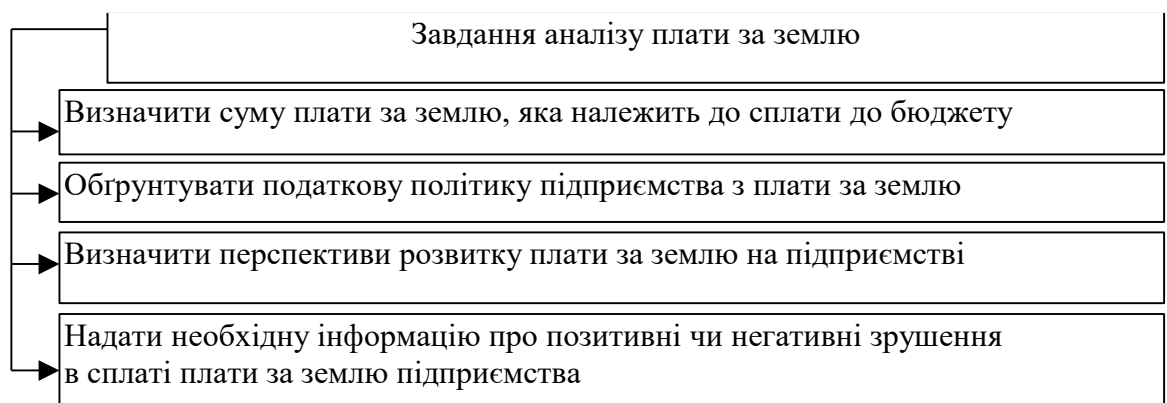 Завдання аналізу плати за землю
Визначити суму плати за землю, яка належить до сплати до бюджету
Обґрунтувати податкову політику підприємства з плати за землю
Визначити перспективи розвитку плати за землю на підприємстві
Надати необхідну інформацію про позитивні чи негативні зрушення
в сплаті плати за землю підприємства